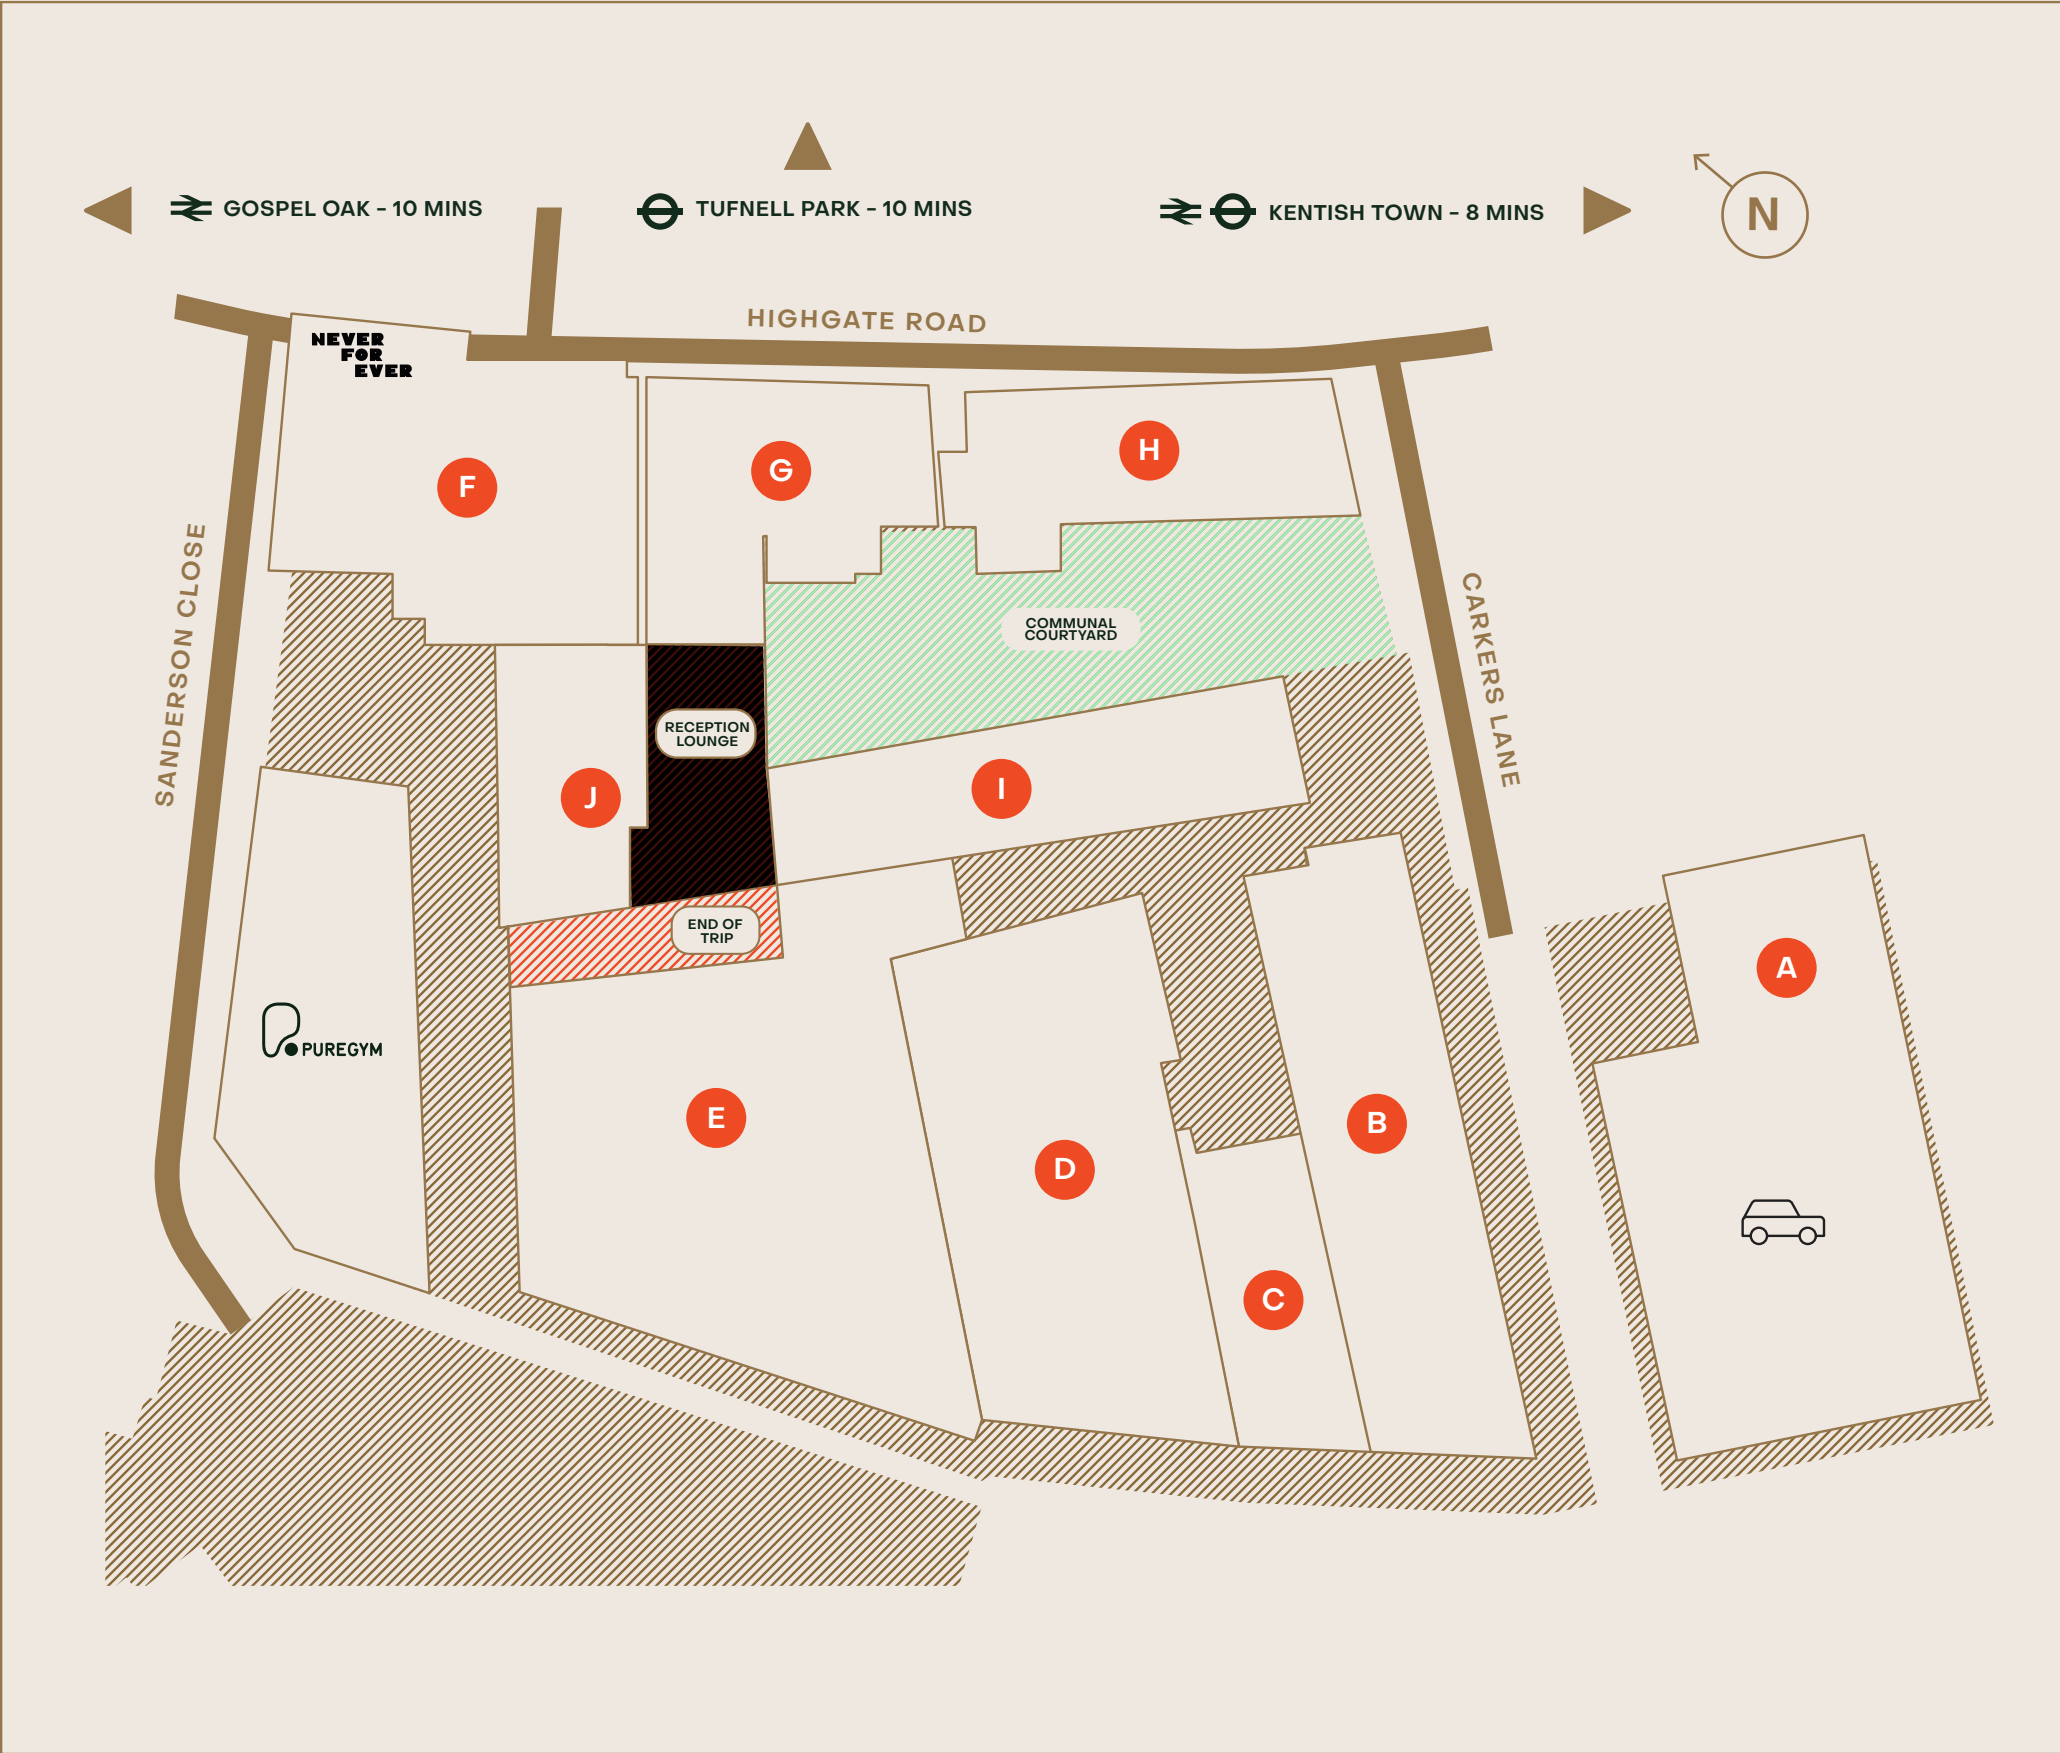 GOSPEL OAK - 10 MINS
TUFNELL PARK - 10 MINS
KENTISH TOWN - 8 MINS
N
HIGHGATE ROAD
NEVER
FOR
EVER
F
G
H
SANDERSON CLOSE
CARKERS LANE
COMMUNAL
COURTYARD
RECEPTION
LOUNGE
J
I
END OF
TRIP
A
PUREGYM
E
D
B
C